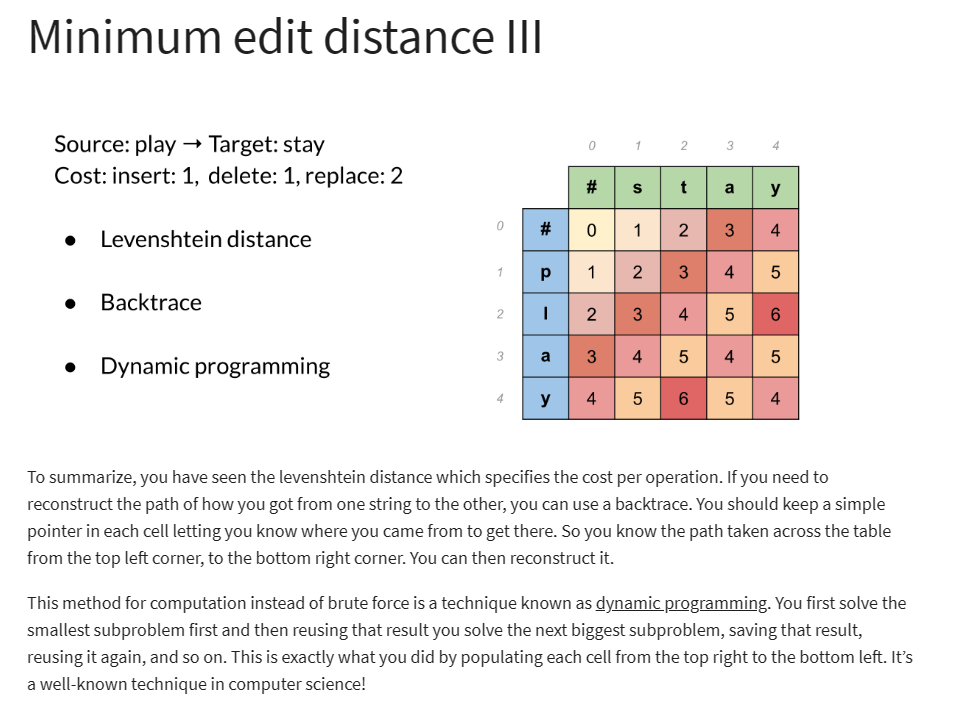 Minimum edit distance III
Source: play → Target: stay
Cost: insert: 1, delete: 1, replace: 2
● Levenshtein distance
● Backtrace
● Dynamic programming
0 1 2 3 4
# s t a y
0 # 0 1 2 3 4
1 p 1 2 3 4 5
2 l 2 3 4 5 6
3 a 3 4 5 4 5
4 y 4 5 6 5 4
To summarize, you have seen the levenshtein distance which specifies the cost per operation. If you need to
reconstruct the path of how you got from one string to the other, you can use a backtrace. You should keep a simple
pointer in each cell letting you know where you came from to get there. So you know the path taken across the table
from the top left corner, to the bottom right corner. You can then reconstruct it.
This method for computation instead of brute force is a technique known as dynamic programming. You first solve the
smallest subproblem first and then reusing that result you solve the next biggest subproblem, saving that result,
reusing it again, and so on. This is exactly what you did by populating each cell from the top right to the bottom left. It’s
a well-known technique in computer science!